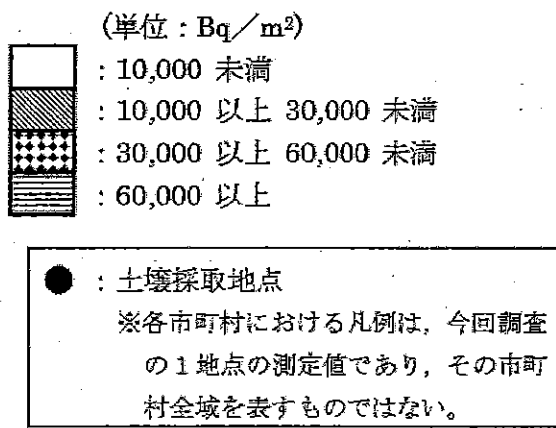 (単位：Bq／m²)
：10,000 未満
：10,000 以上 30,000 未満
：30,000 以上 60,000 未満
：60,000 以上
●：土壌採取地点
※各市町村における凡例は，今回調査
の１地点の測定値であり，その市町
村全域を表すものではない。